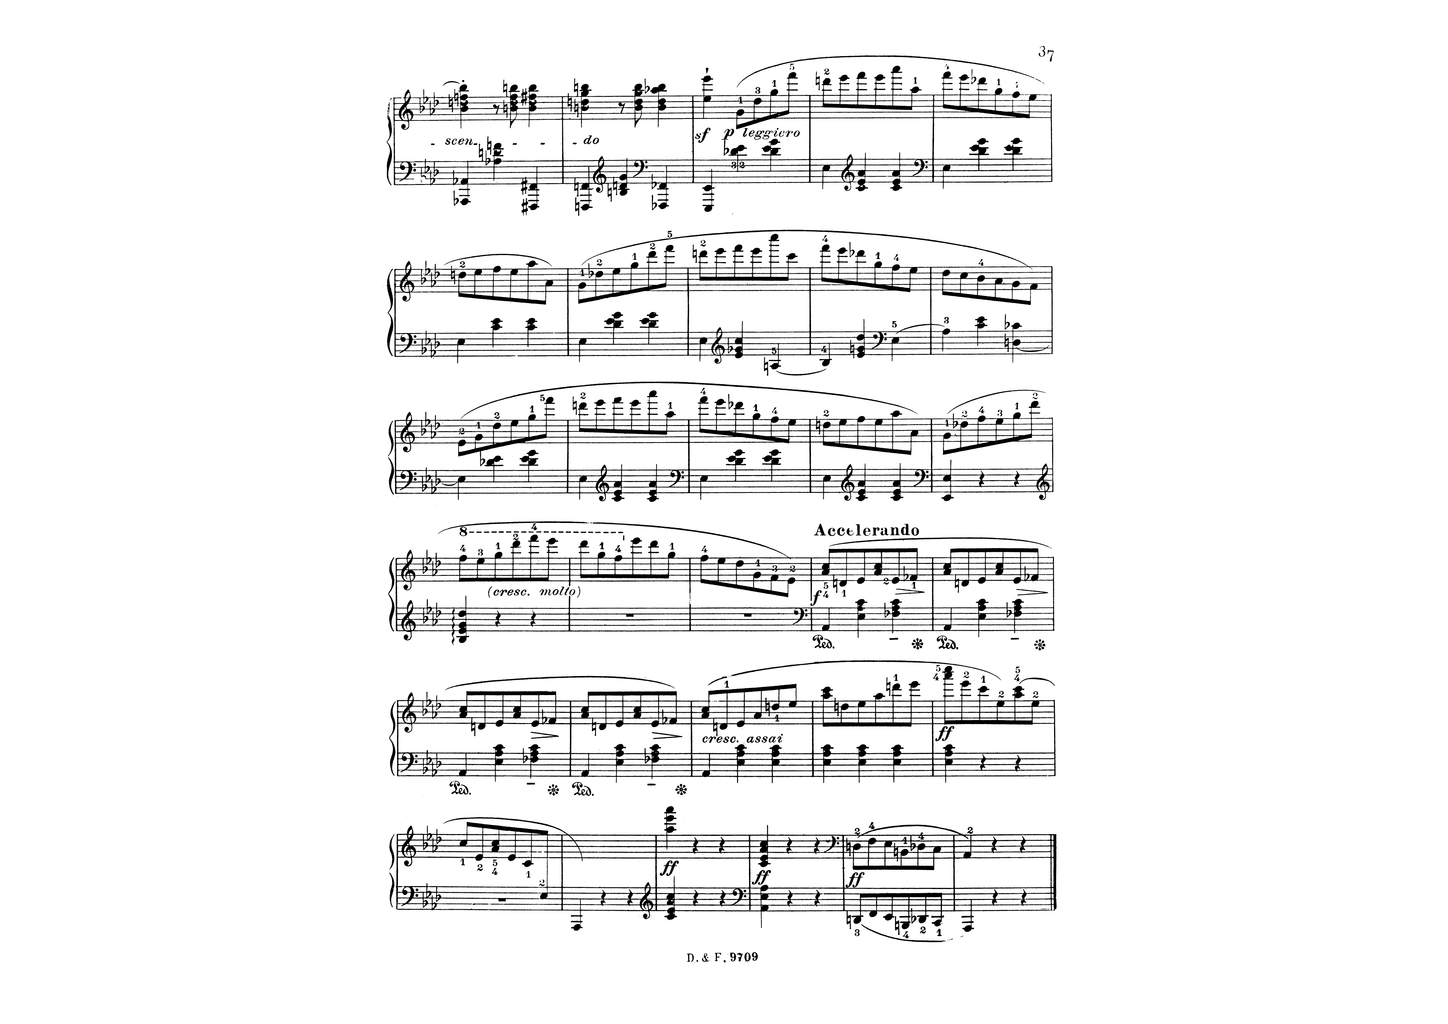 37
scen - - - do
sf p leggiero
8
(cresc. molto)
Accelerando
f
Ped. * Ped. *
Ped. * Ped. *
cresc. assai
ff
ff ff ff
D. & F. 9709